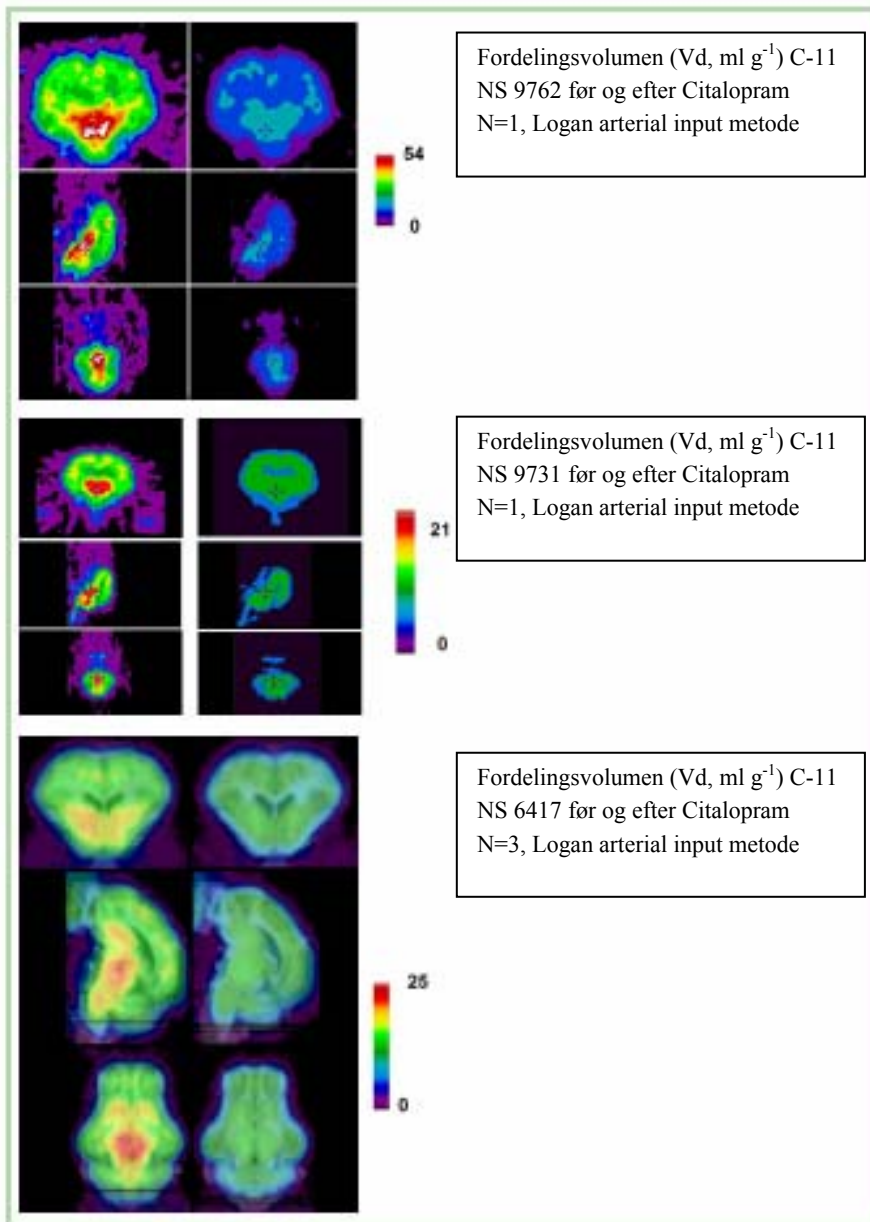 Fordelingsvolumen (Vd, ml g⁻¹) C-11
NS 9762 før og efter Citalopram
N=1, Logan arterial input metode
54
0
Fordelingsvolumen (Vd, ml g⁻¹) C-11
NS 9731 før og efter Citalopram
N=1, Logan arterial input metode
21
0
Fordelingsvolumen (Vd, ml g⁻¹) C-11
NS 6417 før og efter Citalopram
N=3, Logan arterial input metode
25
0